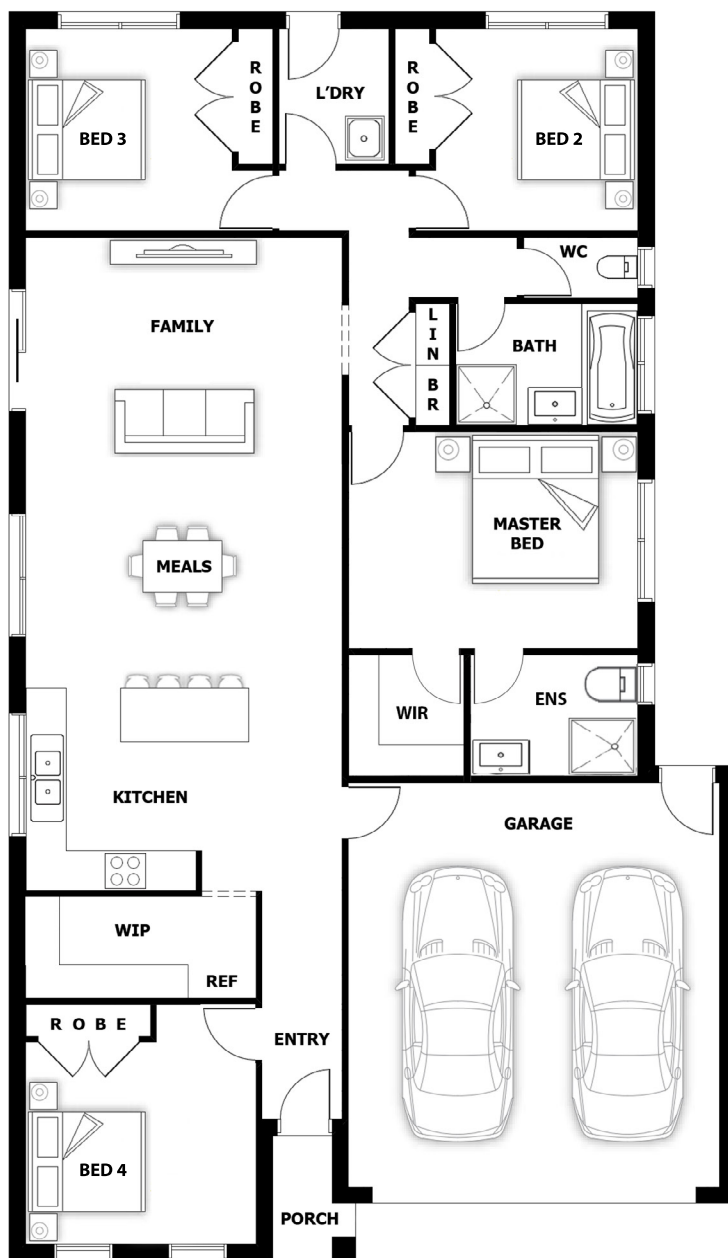 ROBE
L'DRY
ROBE
BED 3
BED 2
WC
FAMILY
LIN
BR
BATH
MASTER
BED
MEALS
WIR
ENS
KITCHEN
GARAGE
WIP
REF
ROBE
ENTRY
BED 4
PORCH